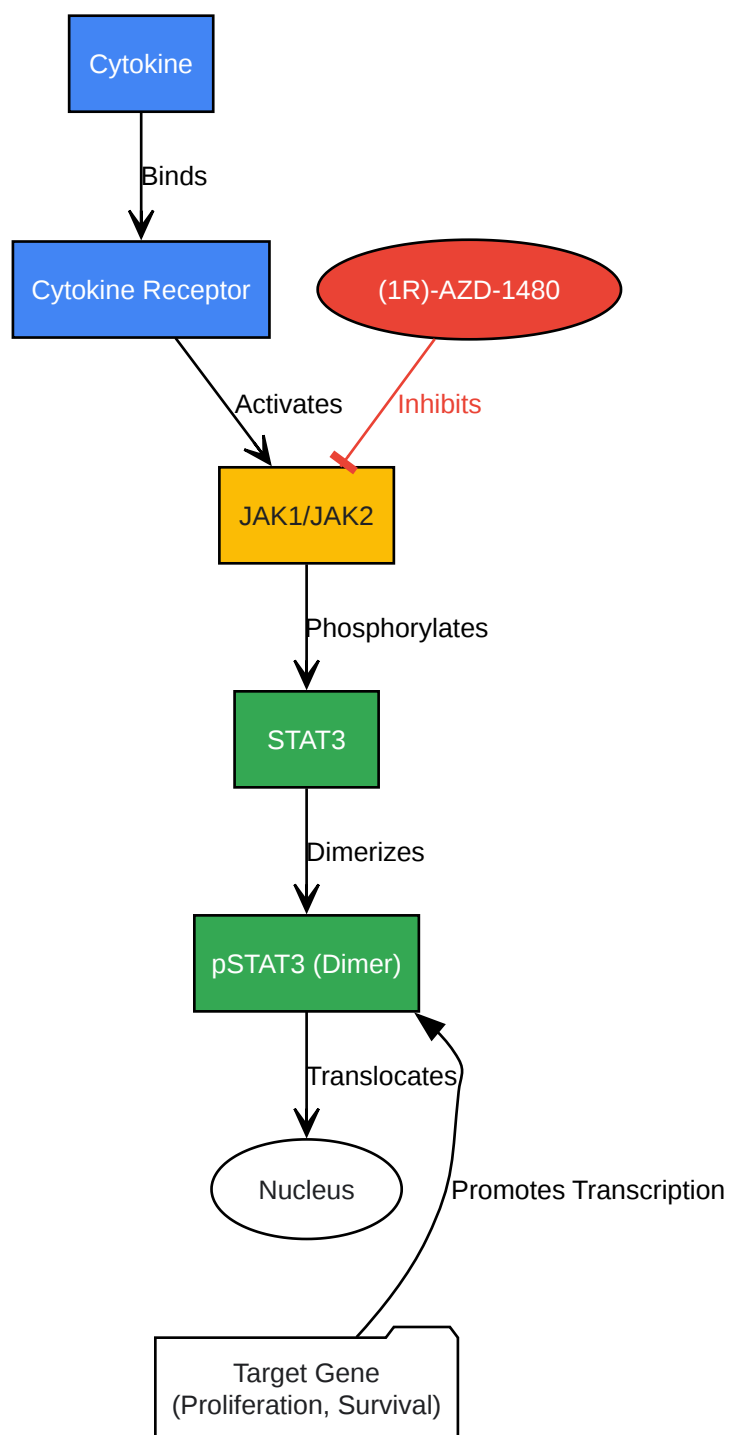 Cytokine
Binds
Cytokine Receptor
(1R)-AZD-1480
Activates
Inhibits
JAK1/JAK2
Phosphorylates
STAT3
Dimerizes
pSTAT3 (Dimer)
Translocates
Nucleus
Promotes Transcription
Target Gene
(Proliferation, Survival)